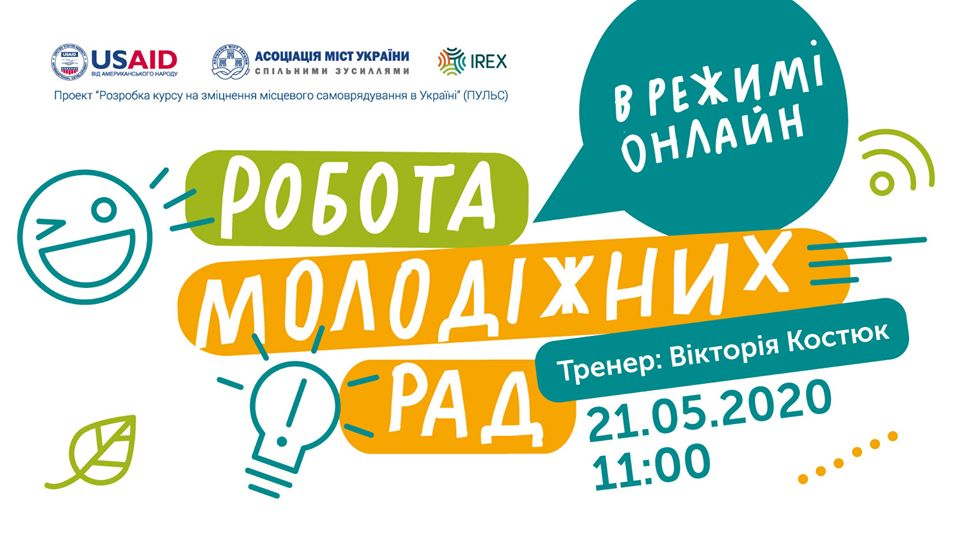 USAID
ВІД АМЕРИКАНСЬКОГО НАРОДУ
АСОЦІАЦІЯ МІСТ УКРАЇНИ
СПІЛЬНИМИ ЗУСИЛЛЯМИ
IREX
Проект "Розробка курсу на зміцнення місцевого самоврядування в Україні" (ПУЛЬС)
В РЕЖИМІ
ОНЛАЙН
РОБОТА
МОЛОДІЖНИХ
РАД
Тренер: Вікторія Костюк
21.05.2020
11:00